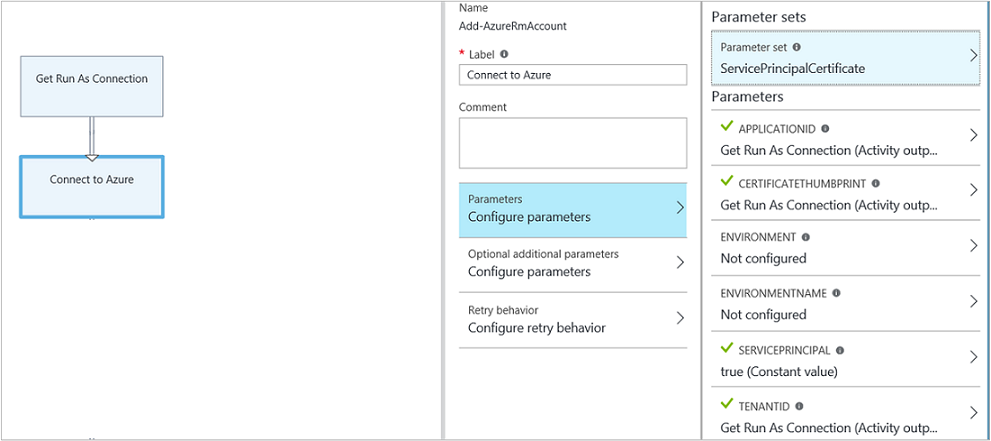 Get Run As Connection
Connect to Azure
Name
Add-AzureRmAccount
* Label
Connect to Azure
Comment
Parameters
Configure parameters
Optional additional parameters
Configure parameters
Retry behavior
Configure retry behavior
Parameter sets
Parameter set
ServicePrincipalCertificate
Parameters
APPLICATIONID
Get Run As Connection (Activity outp...
CERTIFICATETHUMBPRINT
Get Run As Connection (Activity outp...
ENVIRONMENT
Not configured
ENVIRONMENTNAME
Not configured
SERVICEPRINCIPAL
true (Constant value)
TENANTID
Get Run As Connection (Activity outp...